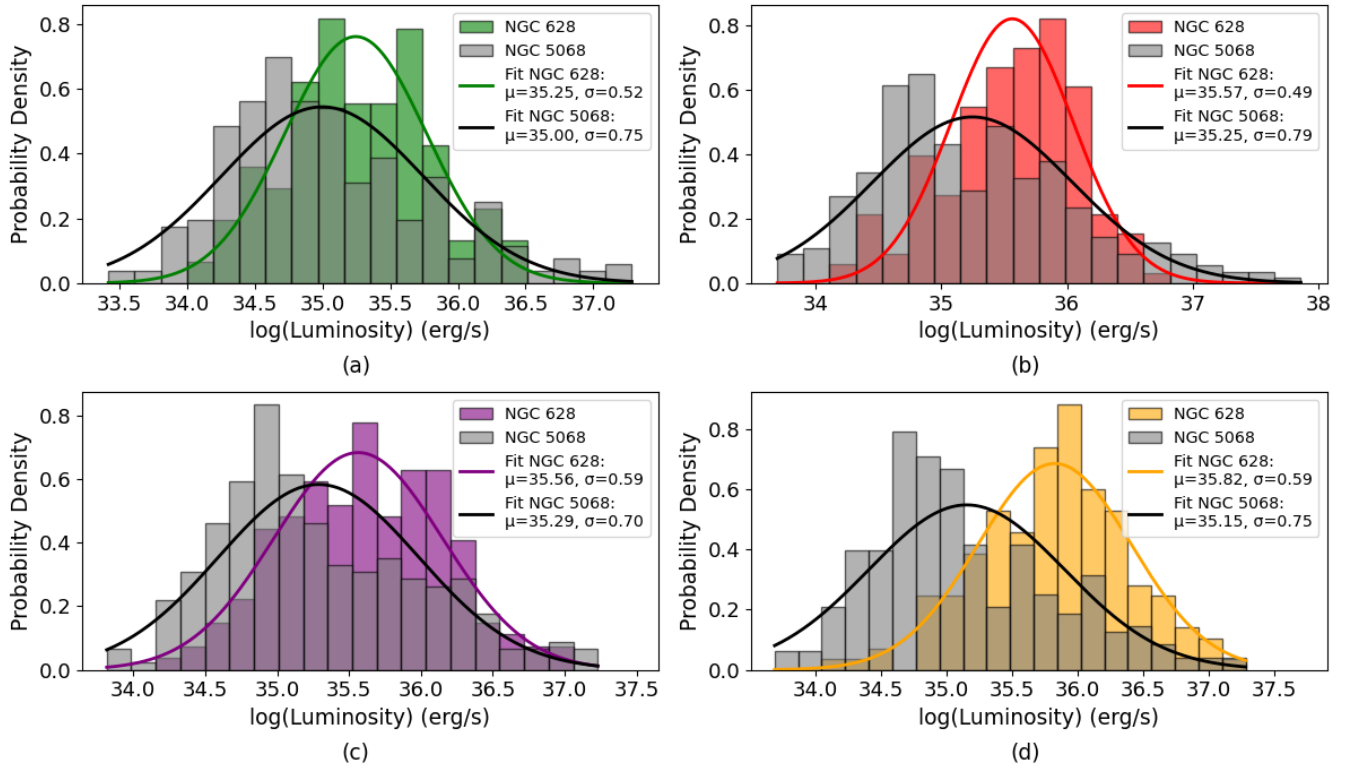 Probability Density
0.8
0.6
0.4
0.2
0.0
NGC 628
NGC 5068
Fit NGC 628:
μ=35.25, σ=0.52
Fit NGC 5068:
μ=35.00, σ=0.75
33.5 34.0 34.5 35.0 35.5 36.0 36.5 37.0
log(Luminosity) (erg/s)
(a)
Probability Density
0.8
0.6
0.4
0.2
0.0
NGC 628
NGC 5068
Fit NGC 628:
μ=35.57, σ=0.49
Fit NGC 5068:
μ=35.25, σ=0.79
34 35 36 37 38
log(Luminosity) (erg/s)
(b)
Probability Density
0.8
0.6
0.4
0.2
0.0
NGC 628
NGC 5068
Fit NGC 628:
μ=35.56, σ=0.59
Fit NGC 5068:
μ=35.29, σ=0.70
34.0 34.5 35.0 35.5 36.0 36.5 37.0 37.5
log(Luminosity) (erg/s)
(c)
Probability Density
0.8
0.6
0.4
0.2
0.0
NGC 628
NGC 5068
Fit NGC 628:
μ=35.82, σ=0.59
Fit NGC 5068:
μ=35.15, σ=0.75
34.0 34.5 35.0 35.5 36.0 36.5 37.0 37.5
log(Luminosity) (erg/s)
(d)